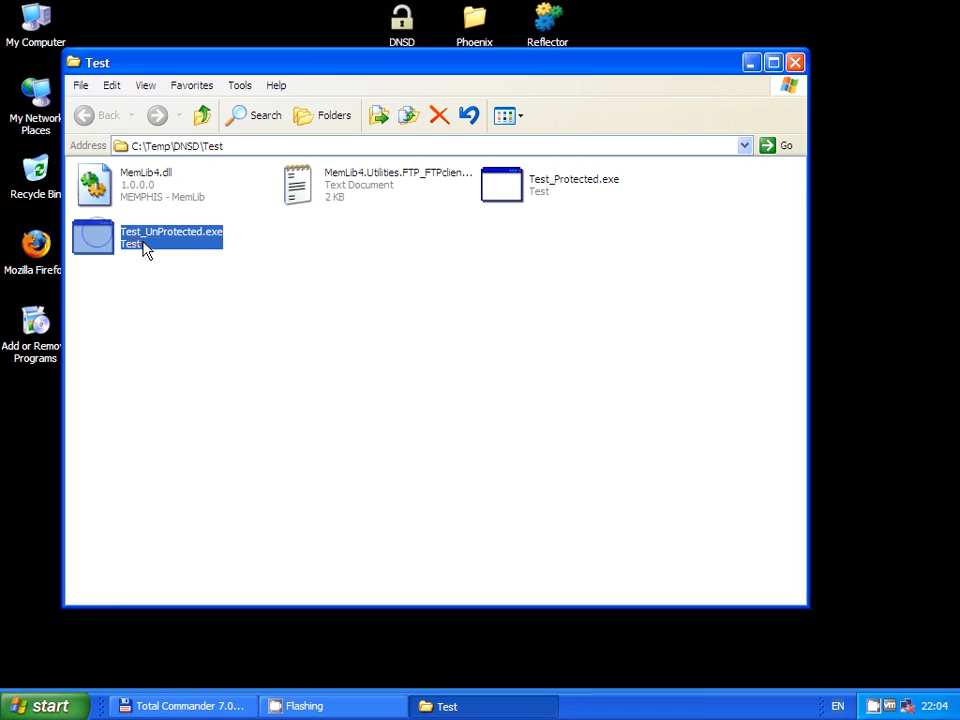 My Computer
DNSD
Phoenix
Reflector
Test
File Edit View Favorites Tools Help
Back Search Folders
Address C:\Temp\DNSD\Test Go
My Network
Places
MemLib4.dll
1.0.0.0
MEMPHIS - MemLib
MemLib4.Utilities.FTP_FTPclien...
Text Document
2 KB
Test_Protected.exe
Test
Recycle Bin
Test_UnProtected.exe
Test
Mozilla Firefo
Add or Remo
Programs
start Total Commander 7.0... Flashing Test EN 22:04